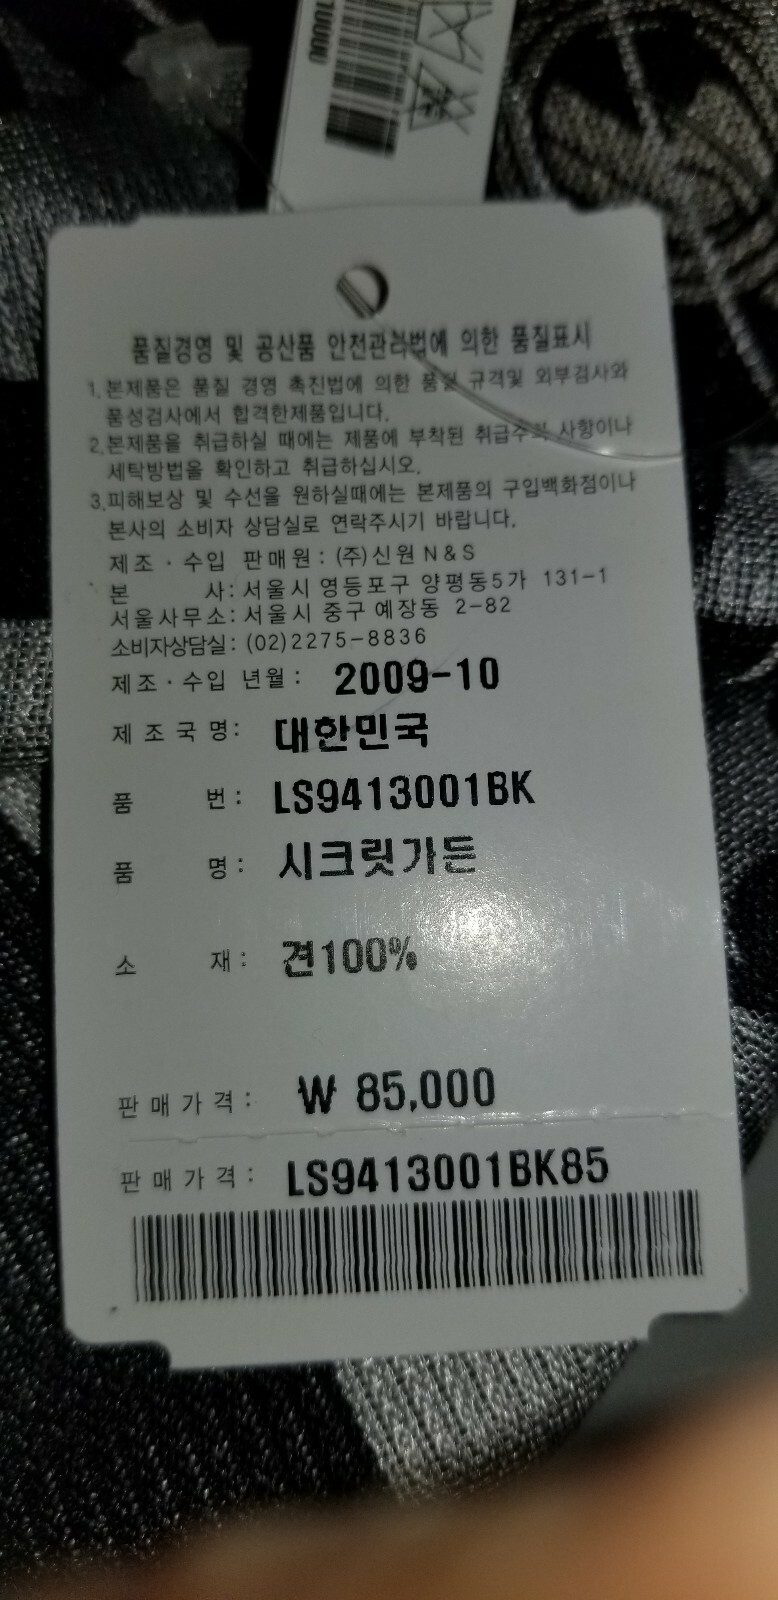 품질경영 및 공산품 안전관리법에 의한 품질표시
1.본제품은 품질 경영 촉진법에 의한 품질 규격및 외부검사와
품성검사에서 합격한제품입니다.
2.본제품을 취급하실 때에는 제품에 부착된 취급주의 사항이나
세탁방법을 확인하고 취급하십시오.
3.피해보상 및 수선을 원하실때에는 본제품의 구입백화점이나
본사의 소비자 상담실로 연락주시기 바랍니다.
제조·수입 판매원: (주)신원 N&S
본 사: 서울시 영등포구 양평동5가 131-1
서울사무소: 서울시 중구 예장동 2-82
소비자상담실: (02)2275-8836
제조·수입 년월: 2009-10
제조국명: 대한민국
품 번: LS9413001BK
품 명: 시크릿가든
소 재: 견100%
판매가격: ₩ 85,000
판매가격: LS9413001BK85